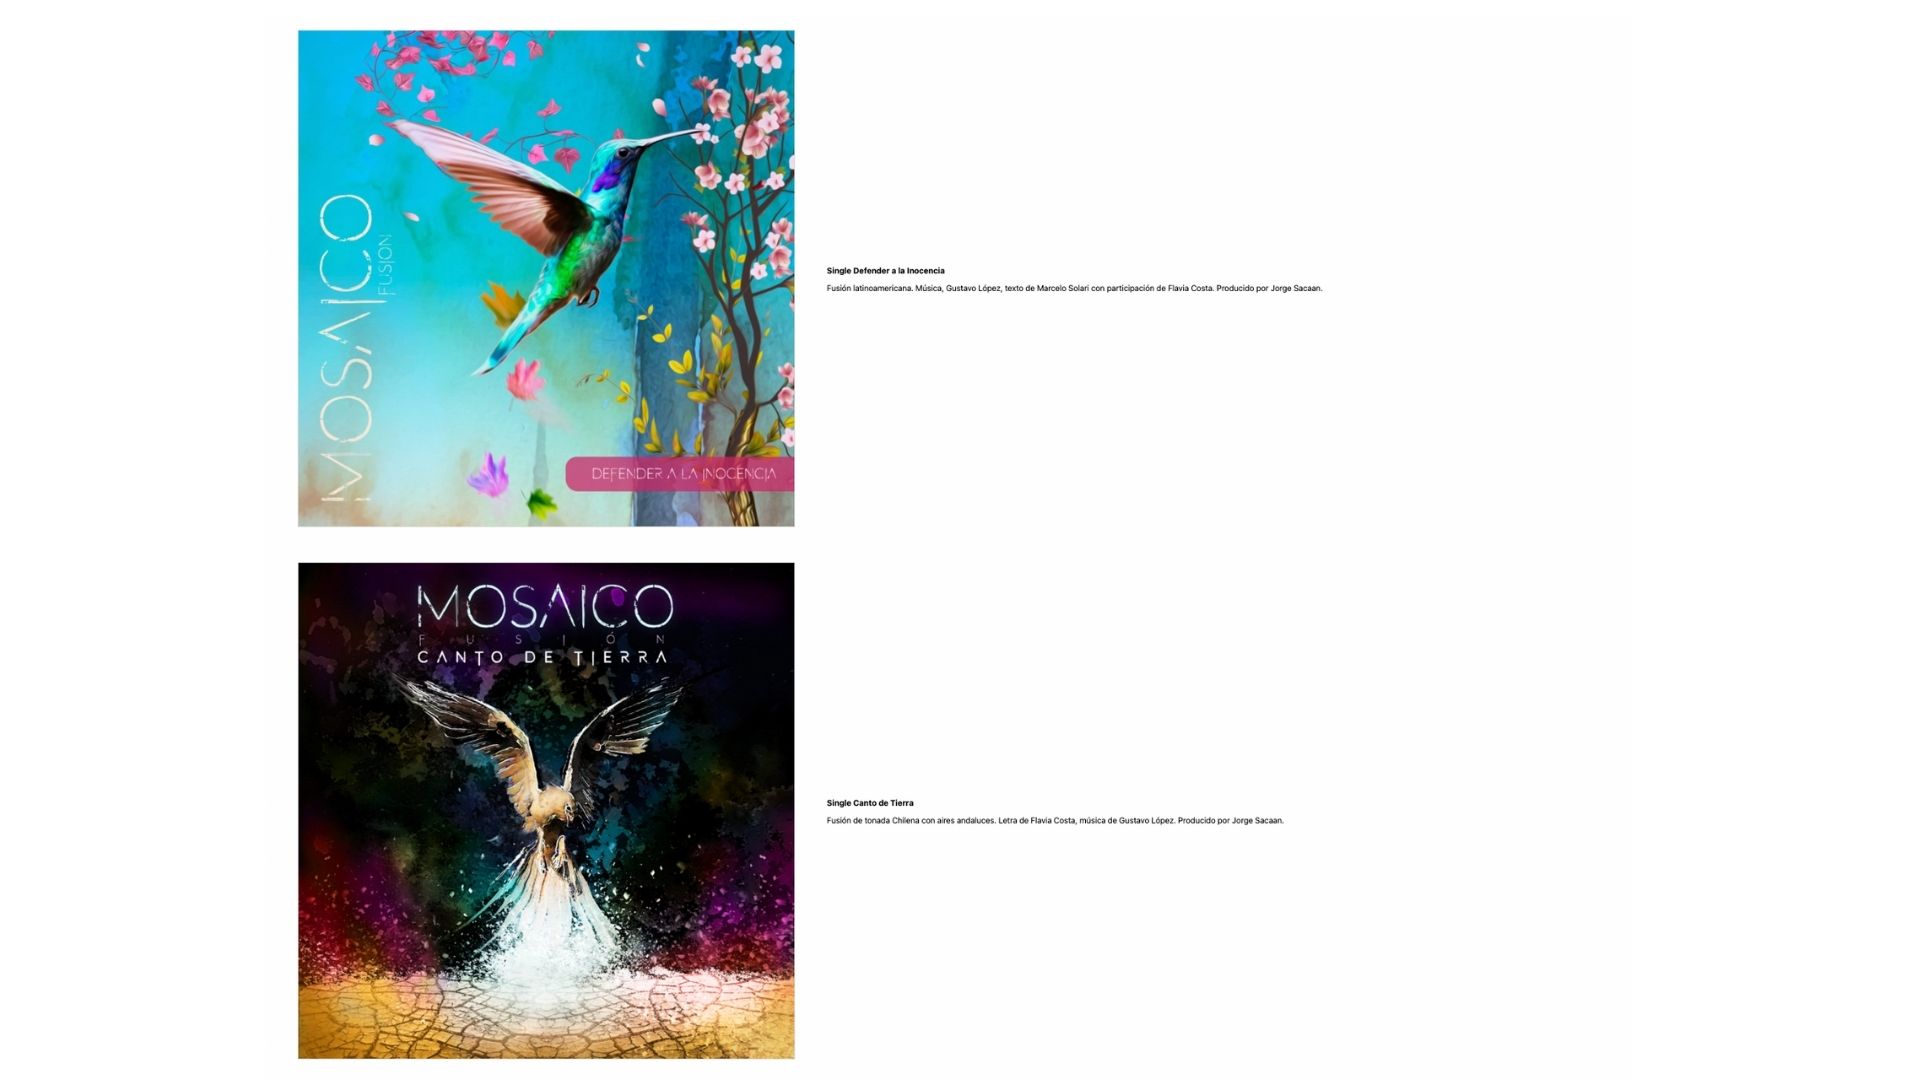 MOSAICO
FUSIÓN
DEFENDER A LA INOCENCIA
Single Defender a la Inocencia
Fusión latinoamericana. Música, Gustavo López, texto de Marcelo Solari con participación de Flavia Costa. Producido por Jorge Sacaan.
MOSAICO
FUSIÓN
CANTO DE TIERRA
Single Canto de Tierra
Fusión de tonada Chilena con aires andaluces. Letra de Flavia Costa, música de Gustavo López. Producido por Jorge Sacaan.